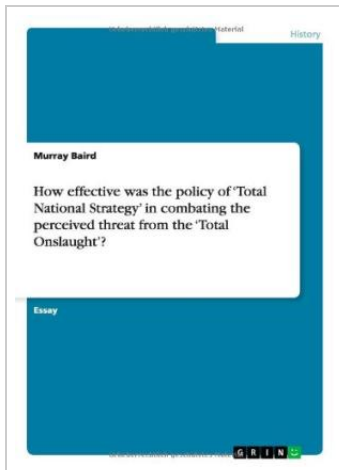 History
Murray Baird
How effective was the policy of ‘Total
National Strategy’ in combating the
perceived threat from the ‘Total
Onslaught’?
Essay
GRIN